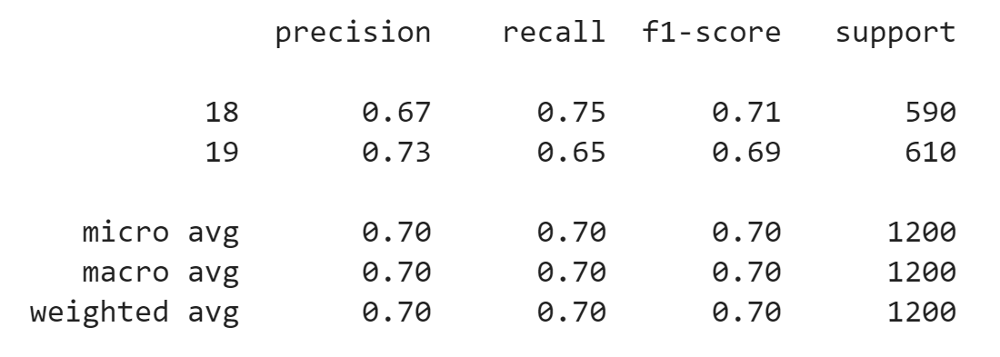 precision recall f1-score support
18 0.67 0.75 0.71 590
19 0.73 0.65 0.69 610
micro avg 0.70 0.70 0.70 1200
macro avg 0.70 0.70 0.70 1200
weighted avg 0.70 0.70 0.70 1200